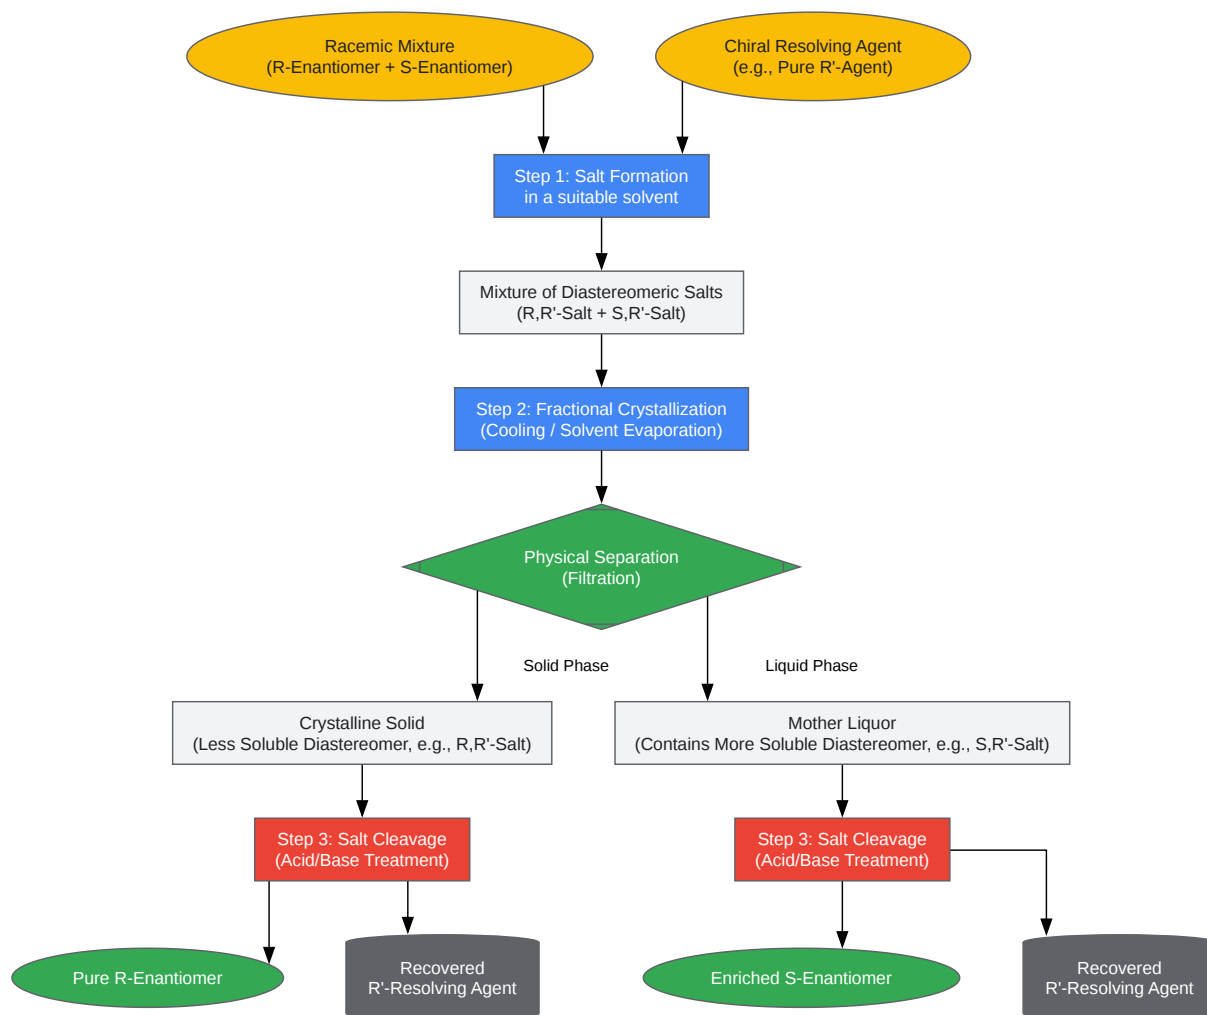 Racemic Mixture
(R-Enantiomer + S-Enantiomer)
Chiral Resolving Agent
(e.g., Pure R'-Agent)
Step 1: Salt Formation
in a suitable solvent
Mixture of Diastereomeric Salts
(R,R'-Salt + S,R'-Salt)
Step 2: Fractional Crystallization
(Cooling / Solvent Evaporation)
Physical Separation
(Filtration)
Solid Phase
Liquid Phase
Crystalline Solid
(Less Soluble Diastereomer, e.g., R,R'-Salt)
Mother Liquor
(Contains More Soluble Diastereomer, e.g., S,R'-Salt)
Step 3: Salt Cleavage
(Acid/Base Treatment)
Step 3: Salt Cleavage
(Acid/Base Treatment)
Pure R-Enantiomer
Recovered
R'-Resolving Agent
Enriched S-Enantiomer
Recovered
R'-Resolving Agent